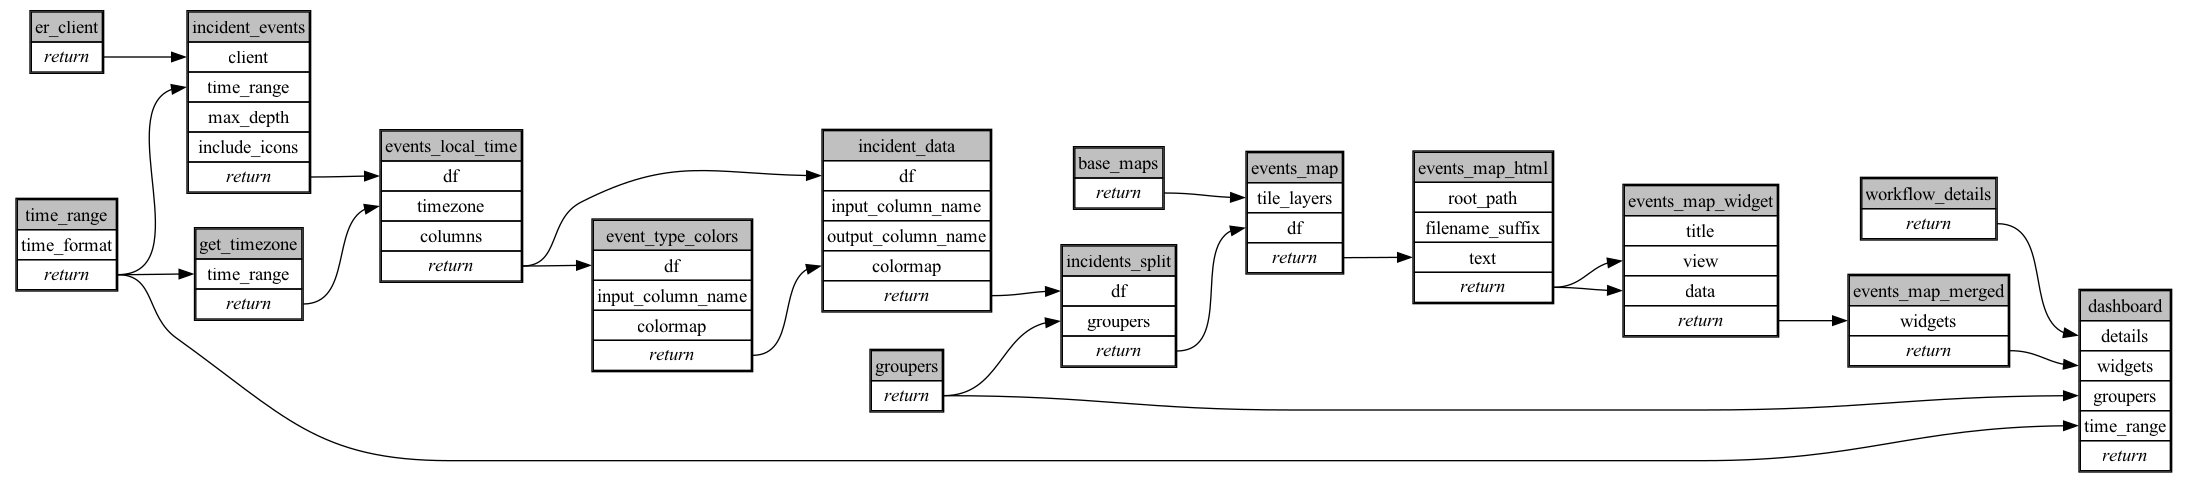 er_client
return
incident_events
client
time_range
max_depth
include_icons
return
time_range
time_format
return
get_timezone
time_range
return
events_local_time
df
timezone
columns
return
event_type_colors
df
input_column_name
colormap
return
incident_data
df
input_column_name
output_column_name
colormap
return
groupers
return
base_maps
return
incidents_split
df
groupers
return
events_map
tile_layers
df
return
events_map_html
root_path
filename_suffix
text
return
events_map_widget
title
view
data
return
workflow_details
return
events_map_merged
widgets
return
dashboard
details
widgets
groupers
time_range
return